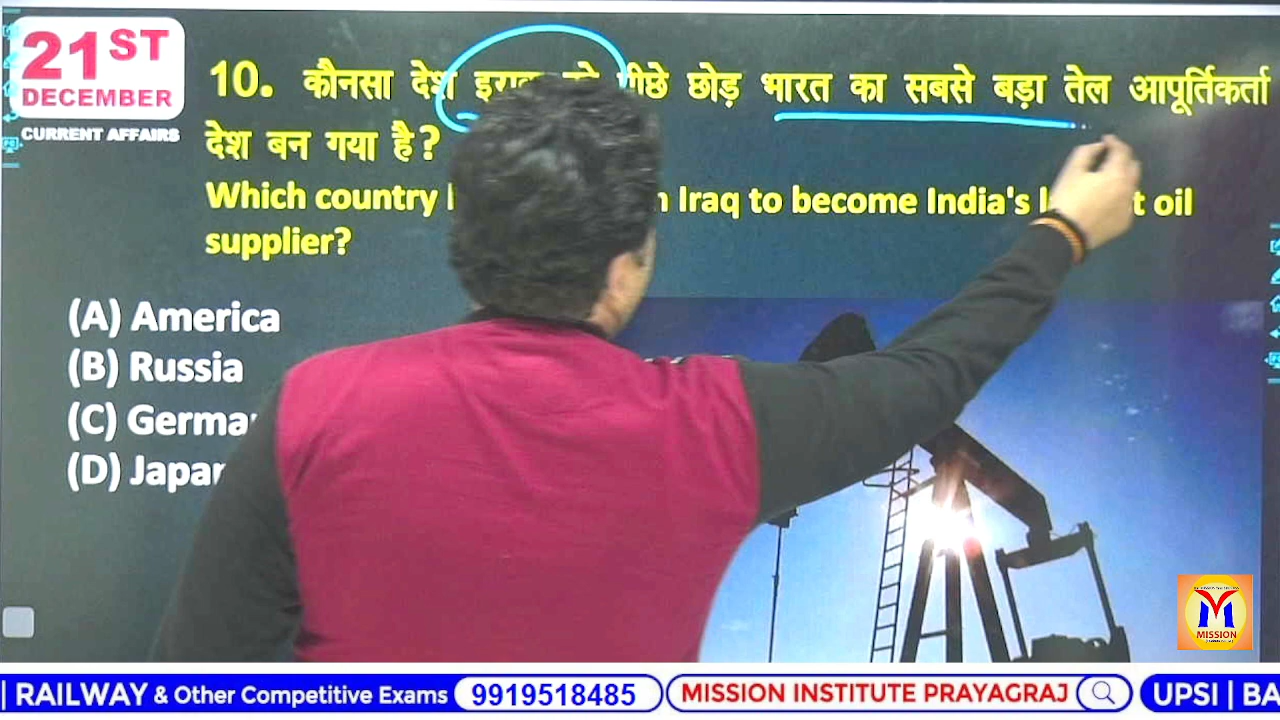 21ST
DECEMBER
CURRENT AFFAIRS
10. कौनसा देश पीछे छोड़ भारत का सबसे बड़ा तेल आपूर्तिकर्ता
देश बन गया है?
Which country Iraq to become India's oil
supplier?
(A) America
(B) Russia
(C)
(D)
MISSION
| RAILWAY & Other Competitive Exams 9919518485 MISSION INSTITUTE PRAYAGRAJ UPSI |